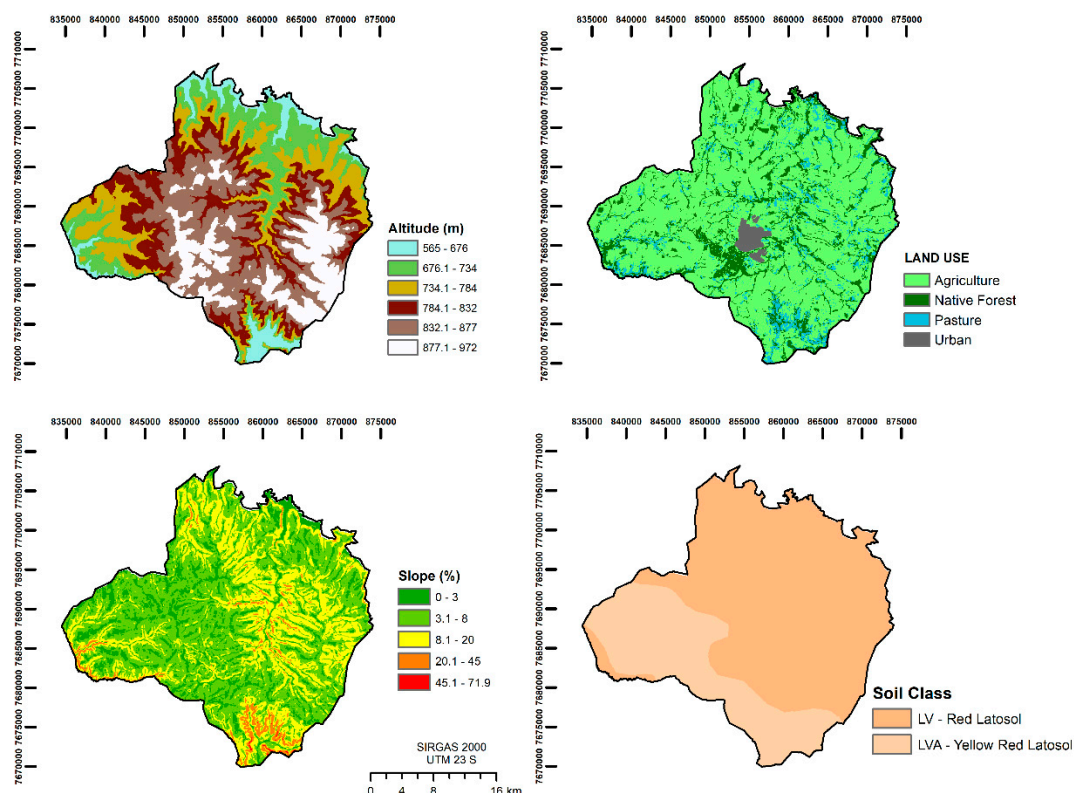 835000 840000 845000 850000 855000 860000 865000 870000 875000
7710000
7705000
7700000
7695000
7690000
7685000
7680000
7675000
7670000
Altitude (m)
565 - 676
676.1 - 734
734.1 - 784
784.1 - 832
832.1 - 877
877.1 - 972
835000 840000 845000 850000 855000 860000 865000 870000 875000
7710000
7705000
7700000
7695000
7690000
7685000
7680000
7675000
7670000
LAND USE
Agriculture
Native Forest
Pasture
Urban
835000 840000 845000 850000 855000 860000 865000 870000 875000
7710000
7705000
7700000
7695000
7690000
7685000
7680000
7675000
7670000
Slope (%)
0 - 3
3.1 - 8
8.1 - 20
20.1 - 45
45.1 - 71.9
SIRGAS 2000
UTM 23 S
0 4 8 16 km
835000 840000 845000 850000 855000 860000 865000 870000 875000
7710000
7705000
7700000
7695000
7690000
7685000
7680000
7675000
7670000
Soil Class
LV - Red Latosol
LVA - Yellow Red Latosol